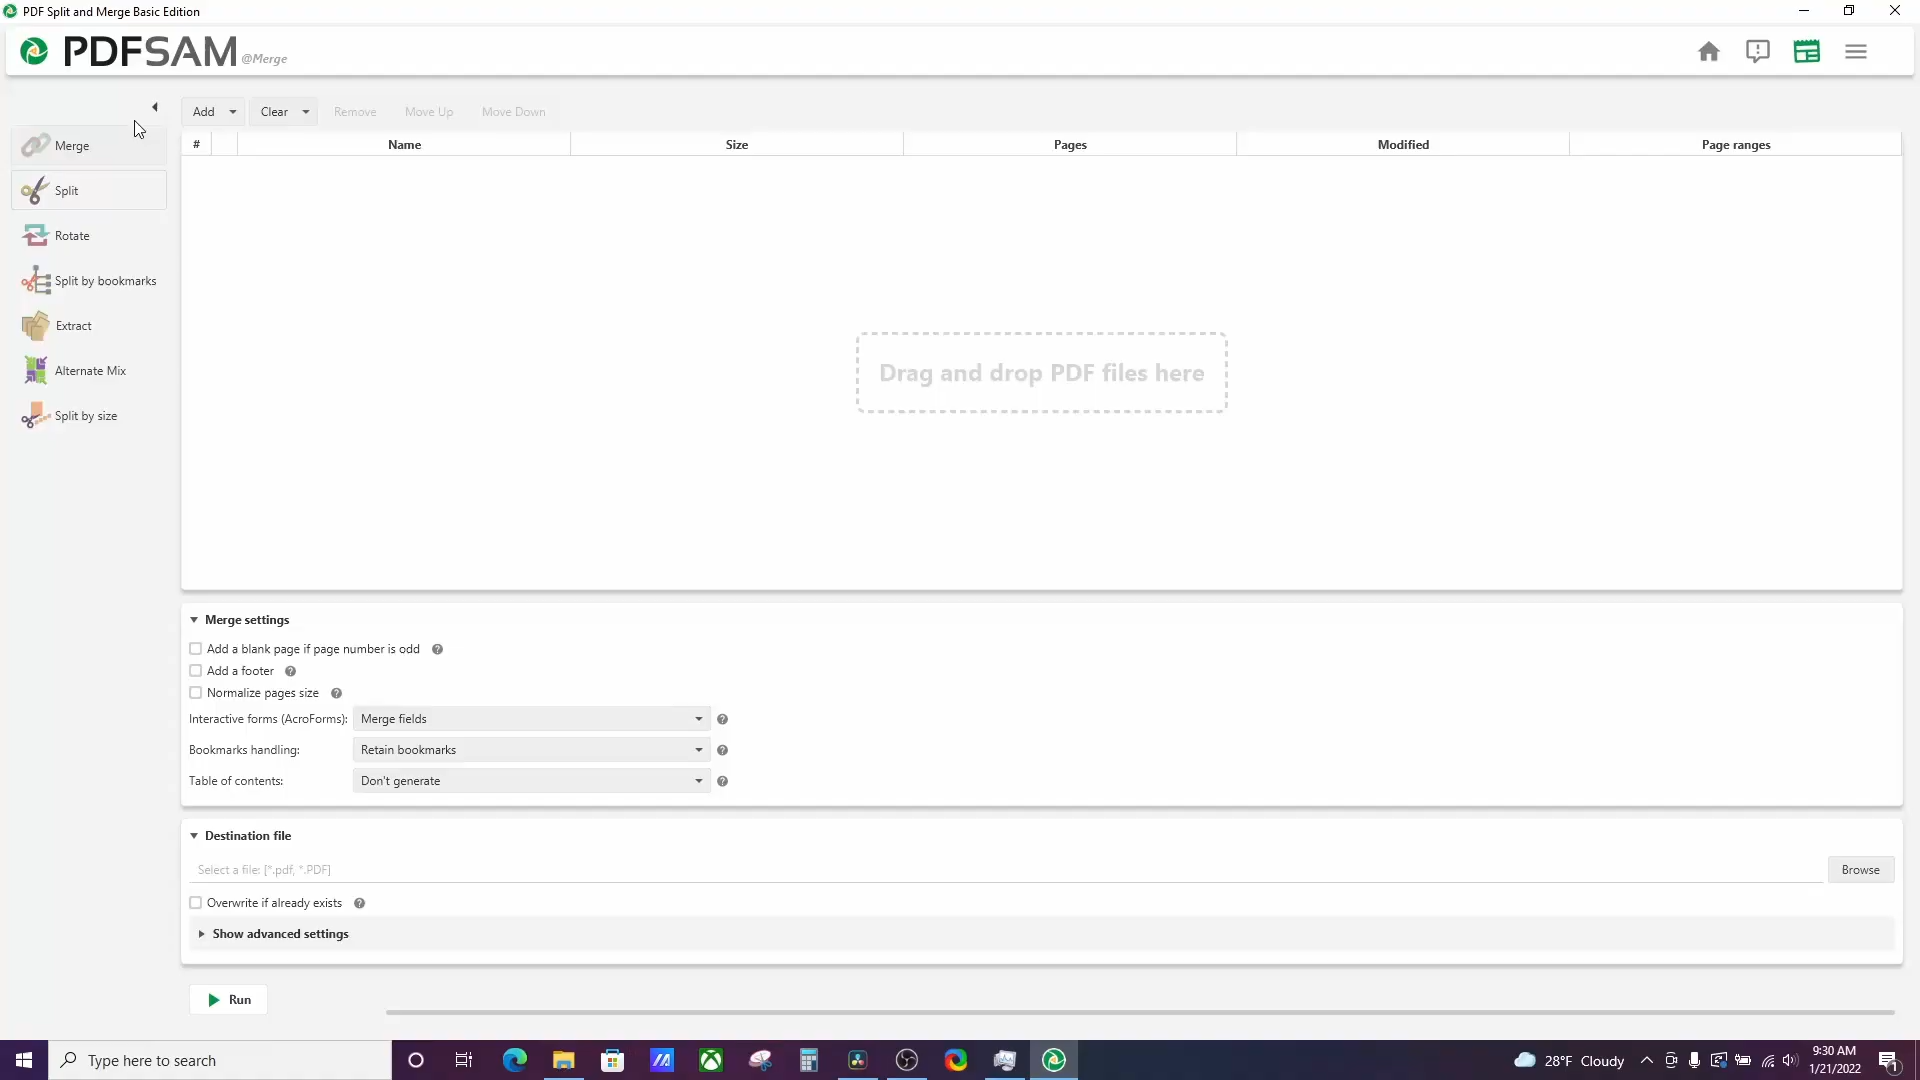 PDF Split and Merge Basic Edition
PDFSAM @Merge
Add
Clear
Remove
Move Up
Move Down
Merge
Split
Rotate
Split by bookmarks
Extract
Alternate Mix
Split by size
# Name Size Pages Modified Page ranges
Drag and drop PDF files here
Merge settings
Add a blank page if page number is odd
Add a footer
Normalize pages size
Interactive forms (AcroForms): Merge fields
Bookmarks handling: Retain bookmarks
Table of contents: Don't generate
Destination file
Select a file: [*.pdf, *.PDF]
Browse
Overwrite if already exists
Show advanced settings
Run
Type here to search
28°F Cloudy
9:30 AM
1/21/2022
1